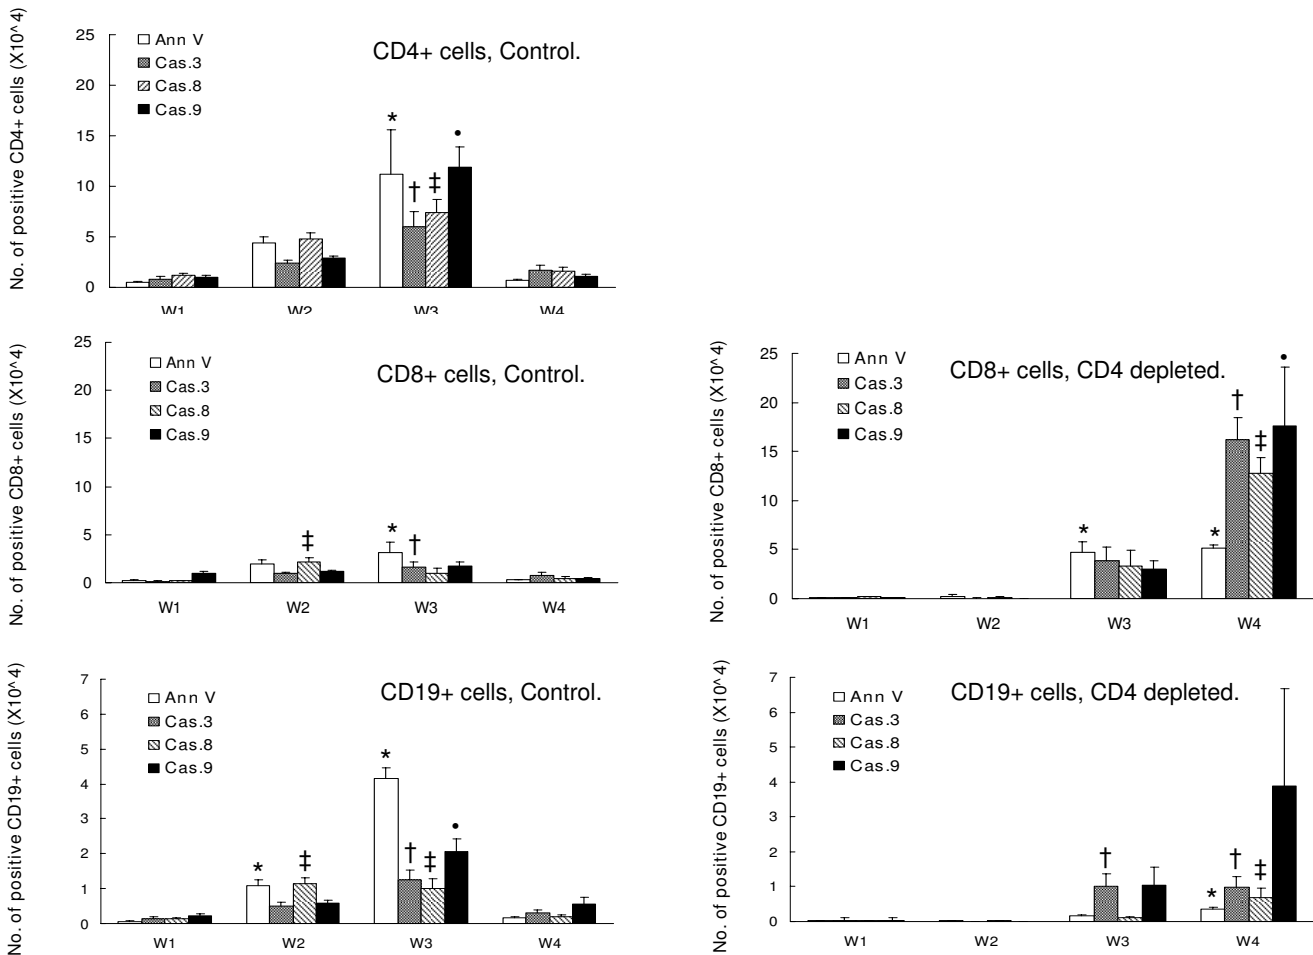 No. of positive CD4+ cells (X10^4)
25
20
15
10
5
0
Ann V
Cas.3
Cas.8
Cas.9
CD4+ cells, Control.
*
†
‡
•
W1 W2 W3 W4
No. of positive CD8+ cells (X10^4)
25
20
15
10
5
0
Ann V
Cas.3
Cas.8
Cas.9
CD8+ cells, Control.
‡
*
†
W1 W2 W3 W4
No. of positive CD8+ cells (X10^4)
25
20
15
10
5
0
Ann V
Cas.3
Cas.8
Cas.9
CD8+ cells, CD4 depleted.
*
*
†
‡
•
W1 W2 W3 W4
No. of positive CD19+ cells (X10^4)
7
6
5
4
3
2
1
0
Ann V
Cas.3
Cas.8
Cas.9
CD19+ cells, Control.
*
‡
*
†
‡
•
W1 W2 W3 W4
No. of positive CD19+ cells (X10^4)
7
6
5
4
3
2
1
0
Ann V
Cas.3
Cas.8
Cas.9
CD19+ cells, CD4 depleted.
†
*
†
‡
W1 W2 W3 W4